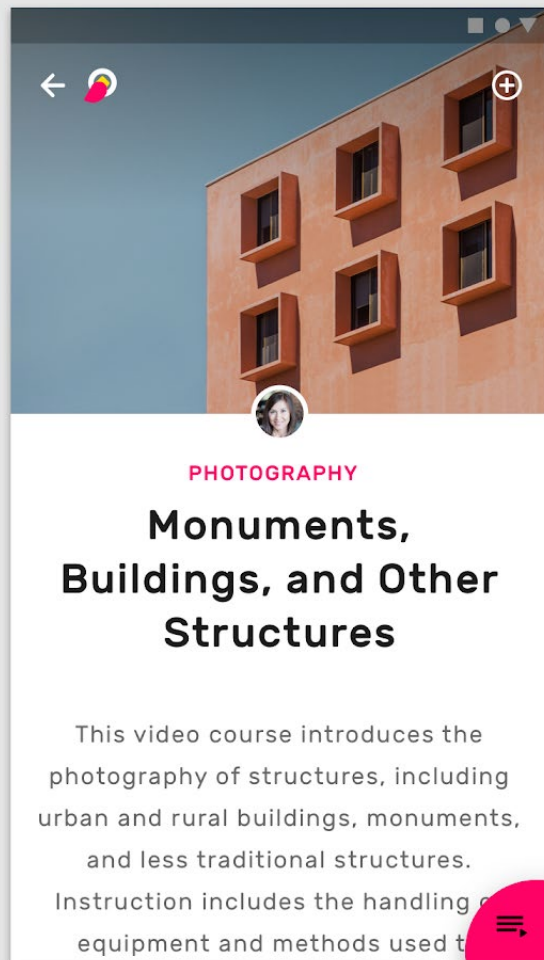 PHOTOGRAPHY
Monuments,
Buildings, and Other
Structures
This video course introduces the
photography of structures, including
urban and rural buildings, monuments,
and less traditional structures.
Instruction includes the handling
equipment and methods used